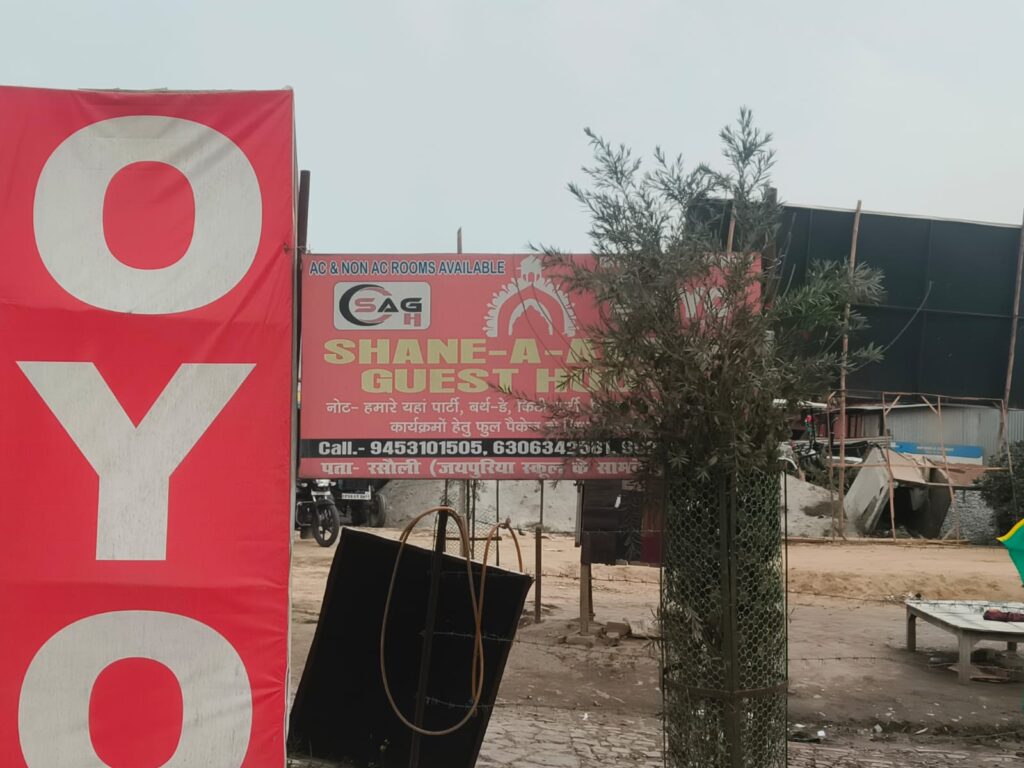 OYO
AC & NON AC ROOMS AVAILABLE
SAG
H
SHANE-A-
GUEST
नोट- हमारे यहां पार्टी, बर्थ-डे,
कार्यक्रमों हेतु फुल
Call.- 9453101505,
पता- रसौली (जयपुरिया स्कूल के सामने